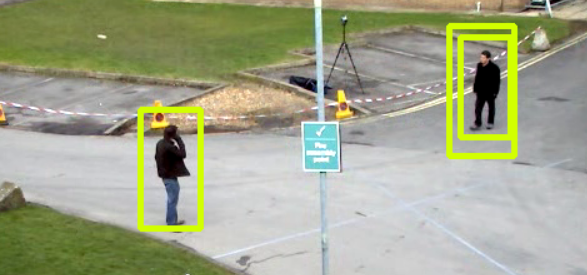 Fire
assembly
point